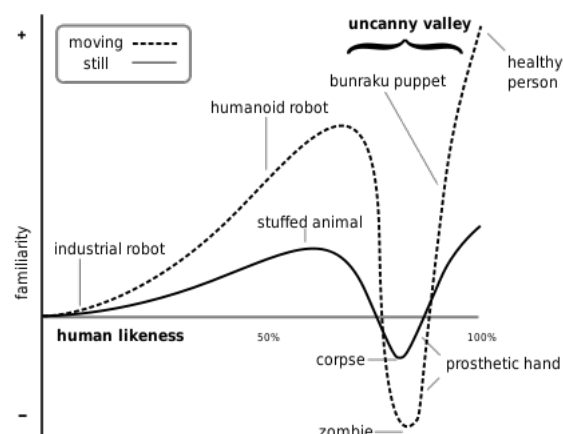 +
uncanny valley
moving
still
healthy
person
bunraku puppet
humanoid robot
stuffed animal
industrial robot
familiarity
human likeness
50%
100%
corpse
prosthetic hand
–
zombie